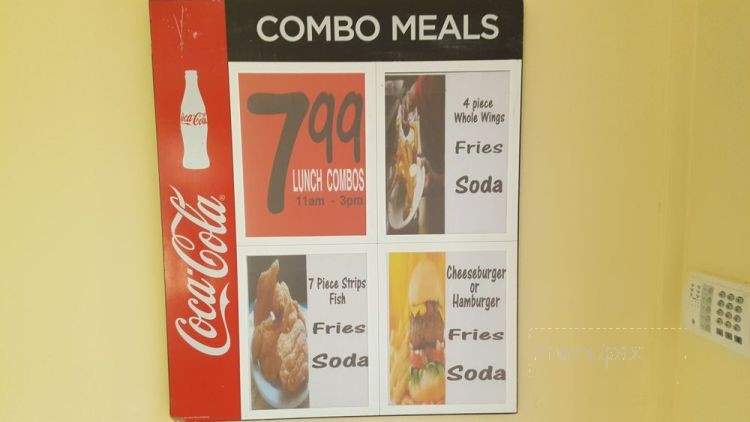 COMBO MEALS
Coca-Cola
Coca-Cola
7.99
LUNCH COMBOS
11am - 3pm
4 piece
Whole Wings
Fries
Soda
7 Piece Strips
Fish
Fries
Soda
Cheeseburger
or
Hamburger
Fries
Soda